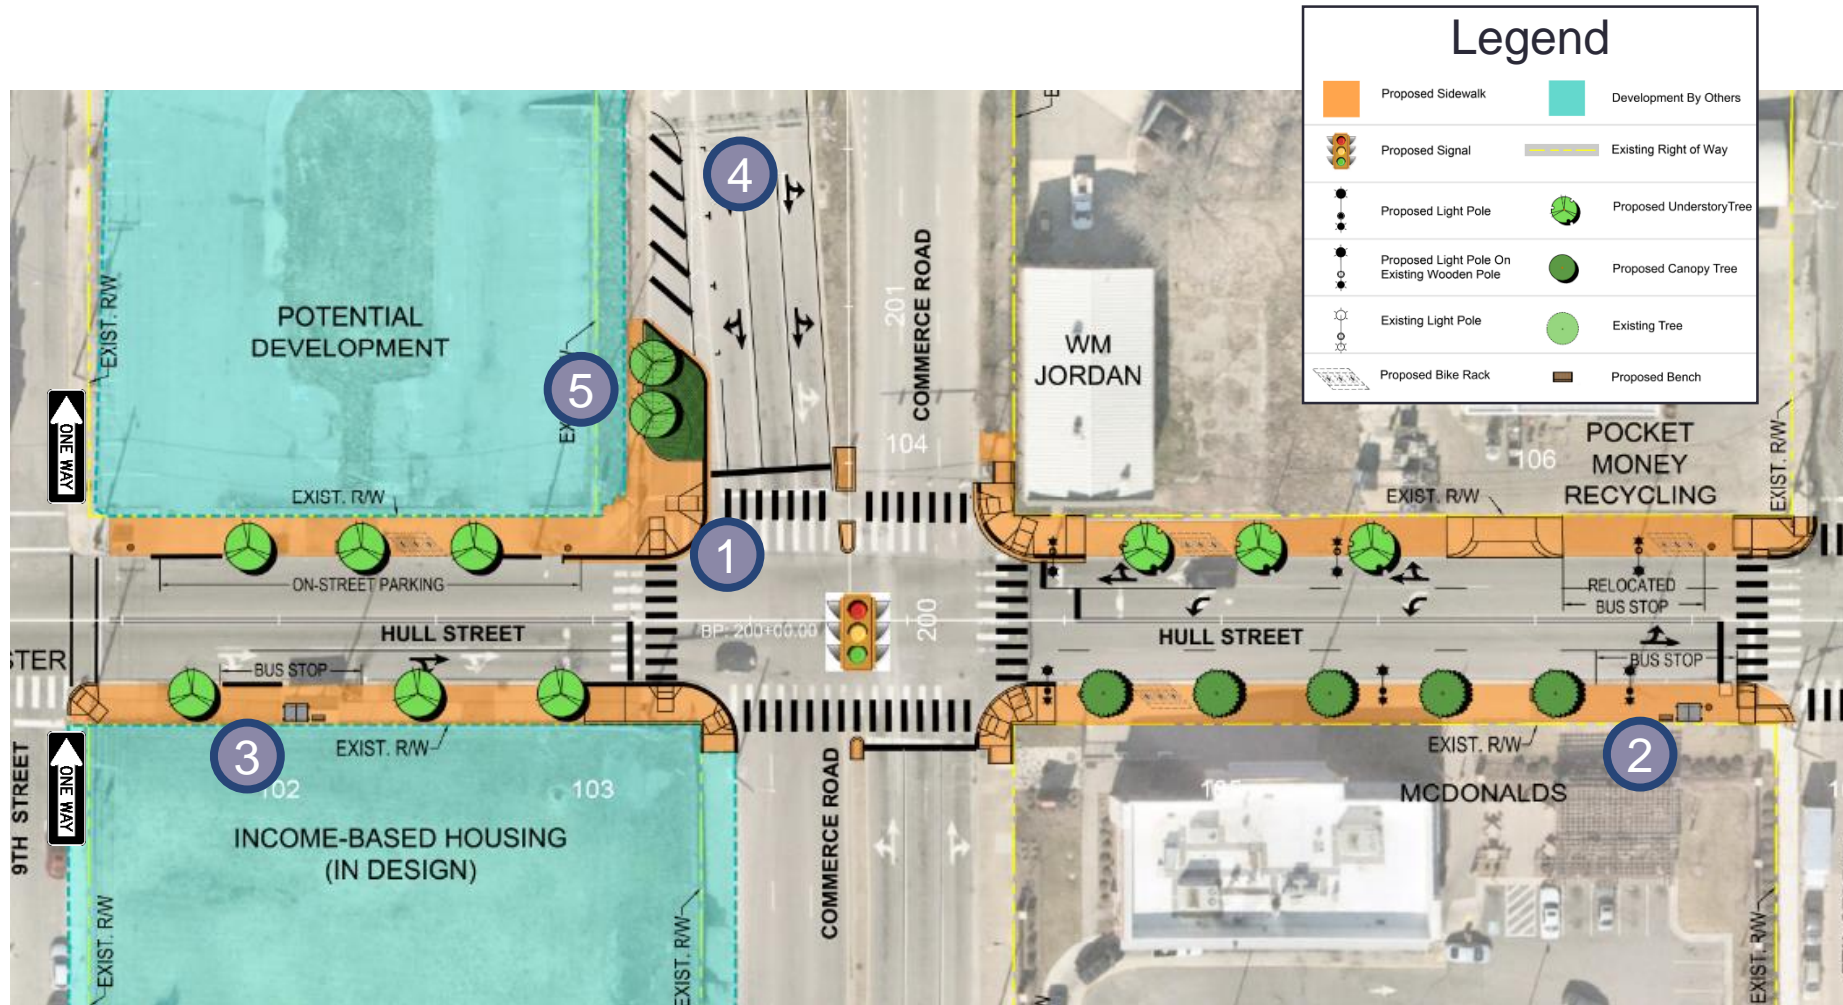 Legend
Proposed Sidewalk
Development By Others
Proposed Signal
Existing Right of Way
Proposed Light Pole
Proposed UnderstoryTree
Proposed Light Pole On
Existing Wooden Pole
Proposed Canopy Tree
Existing Light Pole
Existing Tree
Proposed Bike Rack
Proposed Bench
4
EXIST. R/W
POTENTIAL
DEVELOPMENT
COMMERCE ROAD
201
WM
JORDAN
5
ONE WAY
104
POCKET
MONEY
RECYCLING
106
EXIST. R/W
EXIST. R/W
EXIST. R/W
1
ON-STREET PARKING
RELOCATED
BUS STOP
HULL STREET
BP: 200+00.00
200
HULL STREET
BUS STOP
BUS STOP
3
EXIST. R/W
EXIST. R/W
2
ONE WAY
9TH STREET
102
103
COMMERCE ROAD
MCDONALDS
INCOME-BASED HOUSING
(IN DESIGN)
EXIST. R/W
EXIST. R/W
EXIST. R/W